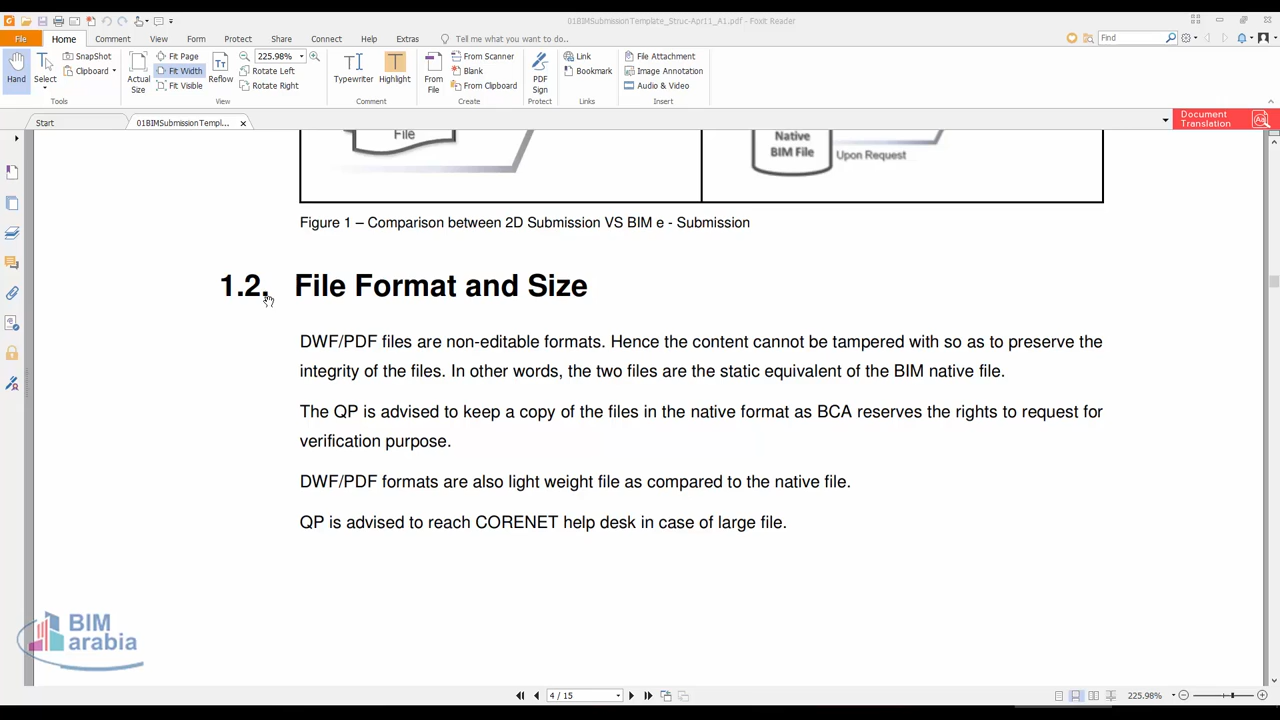 01BIMSubmissionTemplate_Struc-Apr11_A1.pdf - Foxit Reader
File Home Comment View Form Protect Share Connect Help Extras Tell me what you want to do.. Find
Hand
Select
SnapShot
Clipboard
Tools
Actual Size
Fit Page
Fit Width
Fit Visible
Reflow
225.98%
Rotate Left
Rotate Right
View
Typewriter
Highlight
Comment
From File
From Scanner
Blank
From Clipboard
Create
PDF Sign
Protect
Link
Bookmark
Links
File Attachment
Image Annotation
Audio & Video
Insert
Start
01BIMSubmissionTempl...
Document
Translation
File
Native
BIM File
Upon Request
Figure 1 – Comparison between 2D Submission VS BIM e - Submission
1.2. File Format and Size
DWF/PDF files are non-editable formats. Hence the content cannot be tampered with so as to preserve the
integrity of the files. In other words, the two files are the static equivalent of the BIM native file.
The QP is advised to keep a copy of the files in the native format as BCA reserves the rights to request for
verification purpose.
DWF/PDF formats are also light weight file as compared to the native file.
QP is advised to reach CORENET help desk in case of large file.
BIM
arabia
4 / 15
225.98%